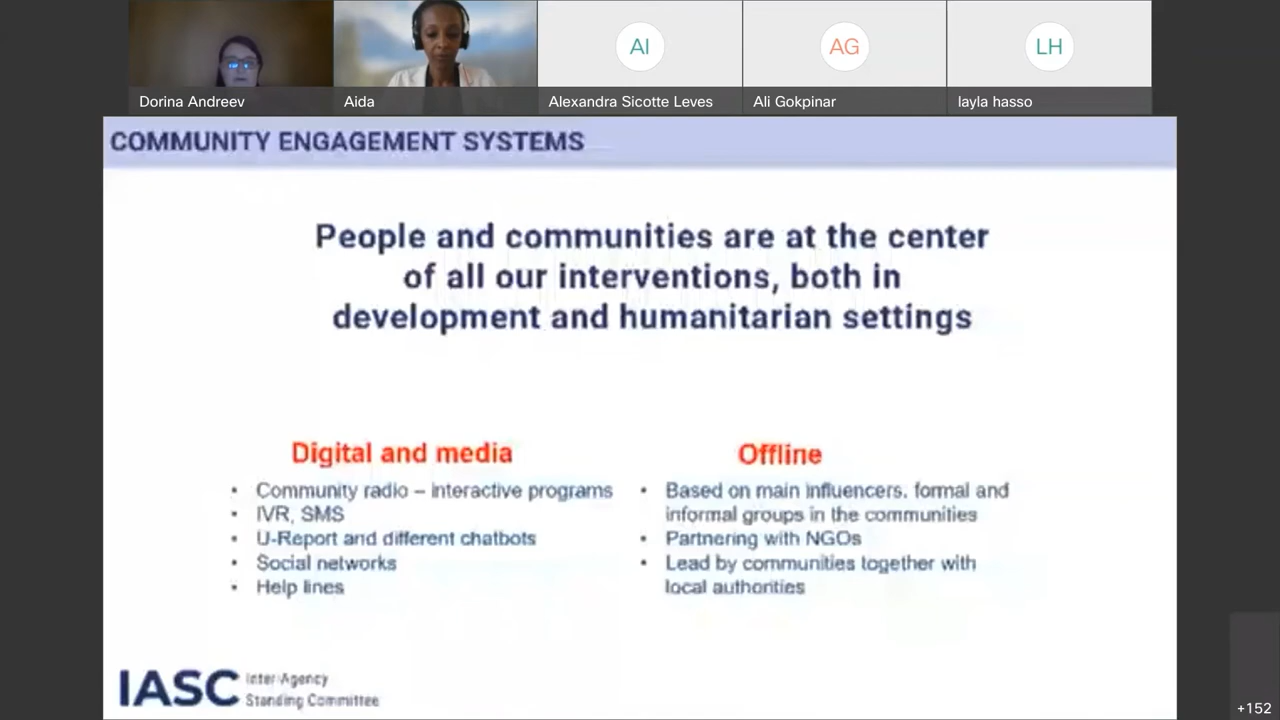 AI
AG
LH
Dorina Andreev
Aida
Alexandra Sicotte Leves
Ali Gokpinar
layla hasso
COMMUNITY ENGAGEMENT SYSTEMS
People and communities are at the center
of all our interventions, both in
development and humanitarian settings
Digital and media
• Community radio – interactive programs
• IVR, SMS
• U-Report and different chatbots
• Social networks
• Help lines
Offline
• Based on main influencers, formal and
informal groups in the communities
• Partnering with NGOs
• Lead by communities together with
local authorities
IASC
Inter-Agency
Standing Committee
+152